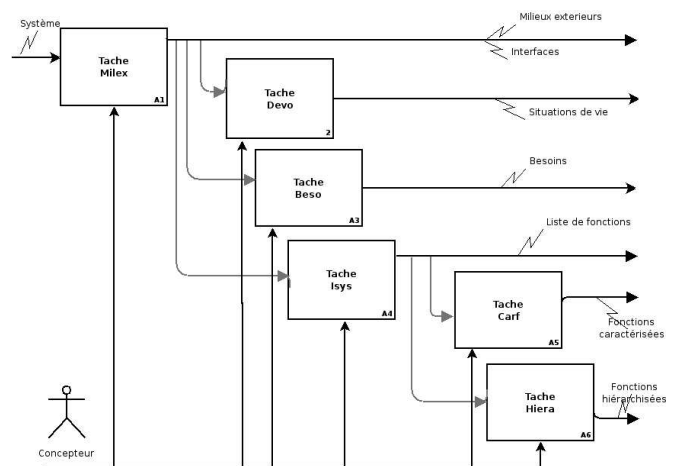 Système
Milieux exterieurs
Interfaces
Tache
Milex
A1
Tache
Devo
2
Situations de vie
Besoins
Tache
Beso
A3
Liste de fonctions
Tache
Isys
A4
Tache
Carf
A5
Fonctions
caractérisées
Tache
Hiera
A6
Fonctions
hiérarchisées
Concepteur